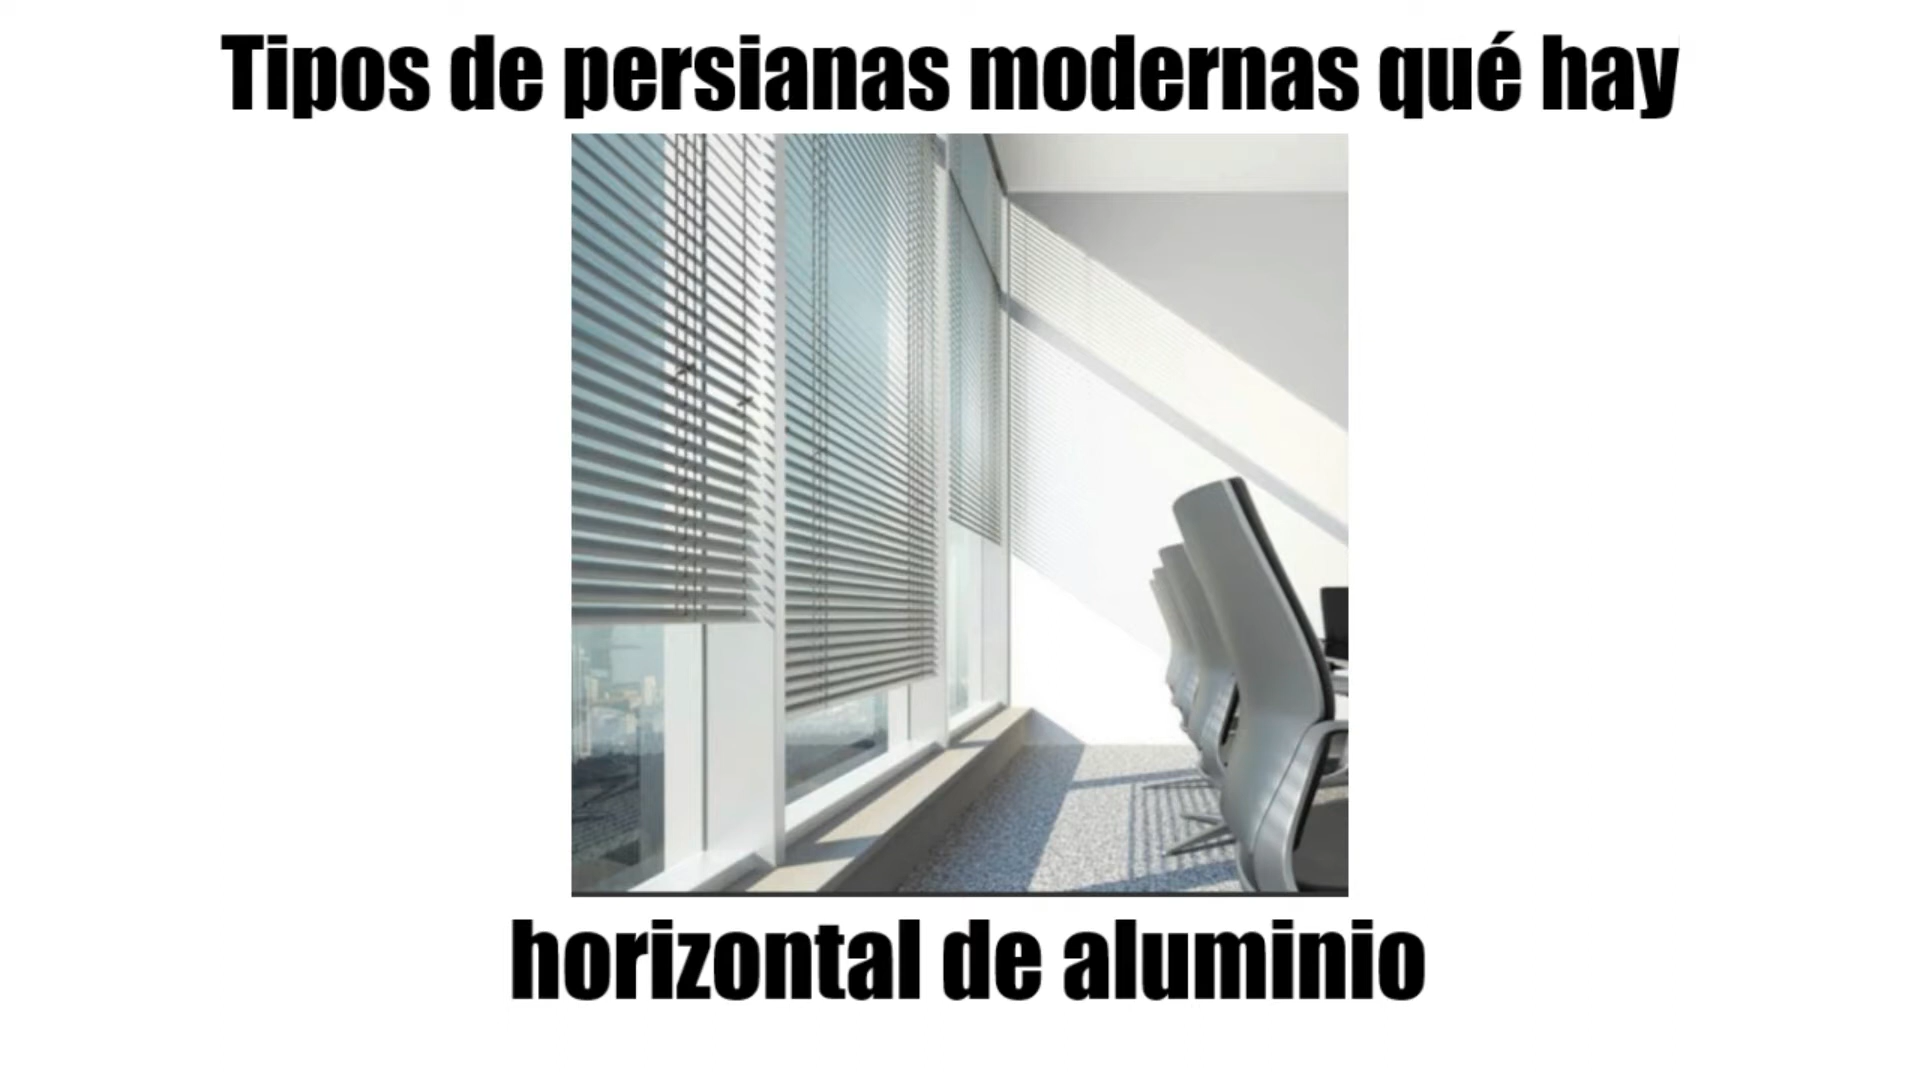 Tipos de persianas modernas qué hay
horizontal de aluminio